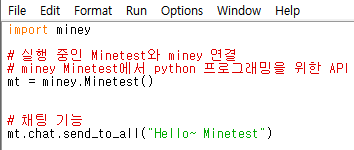 File Edit Format Run Options Window Help
import miney
# 실행 중인 Minetest와 miney 연결
# miney Minetest에서 python 프로그래밍을 위한 API
mt = miney.Minetest()
# 채팅 기능
mt.chat.send_to_all("Hello~ Minetest")